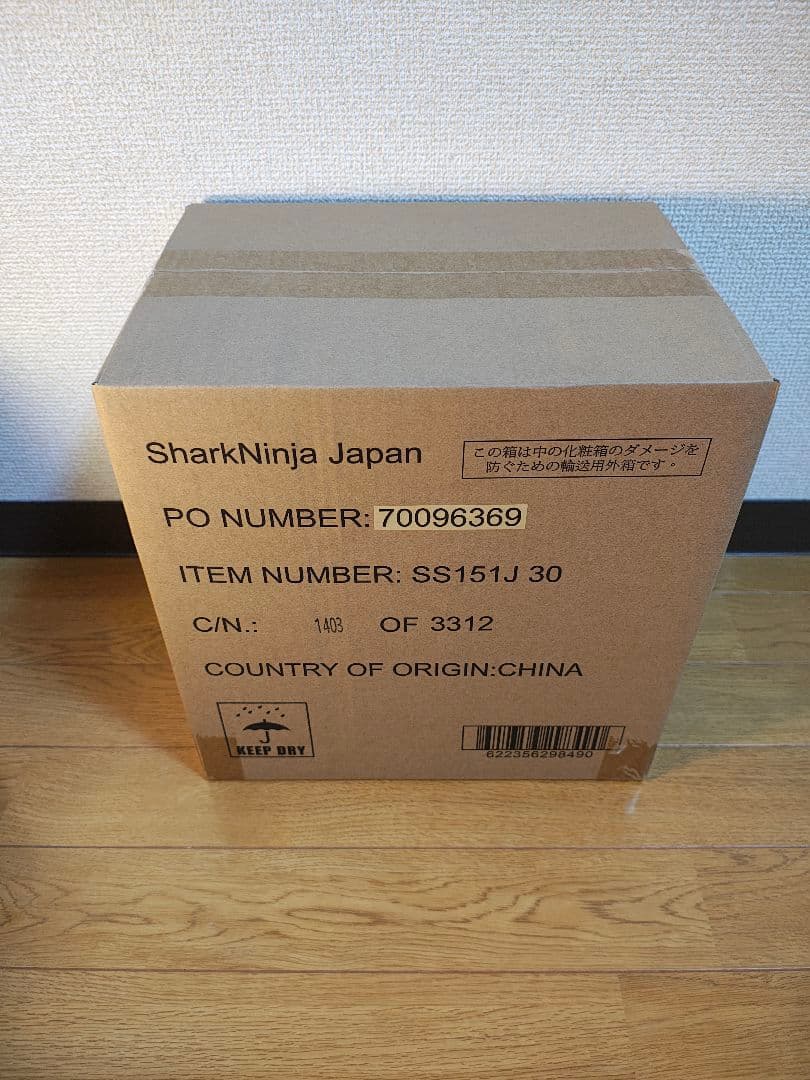 SharkNinja Japan
この箱は中の化粧箱のダメージを
防ぐための輸送用外箱です。
PO NUMBER: 70096369
ITEM NUMBER: SS151J 30
C/N.: 1403 OF 3312
COUNTRY OF ORIGIN:CHINA
KEEP DRY
622356298490